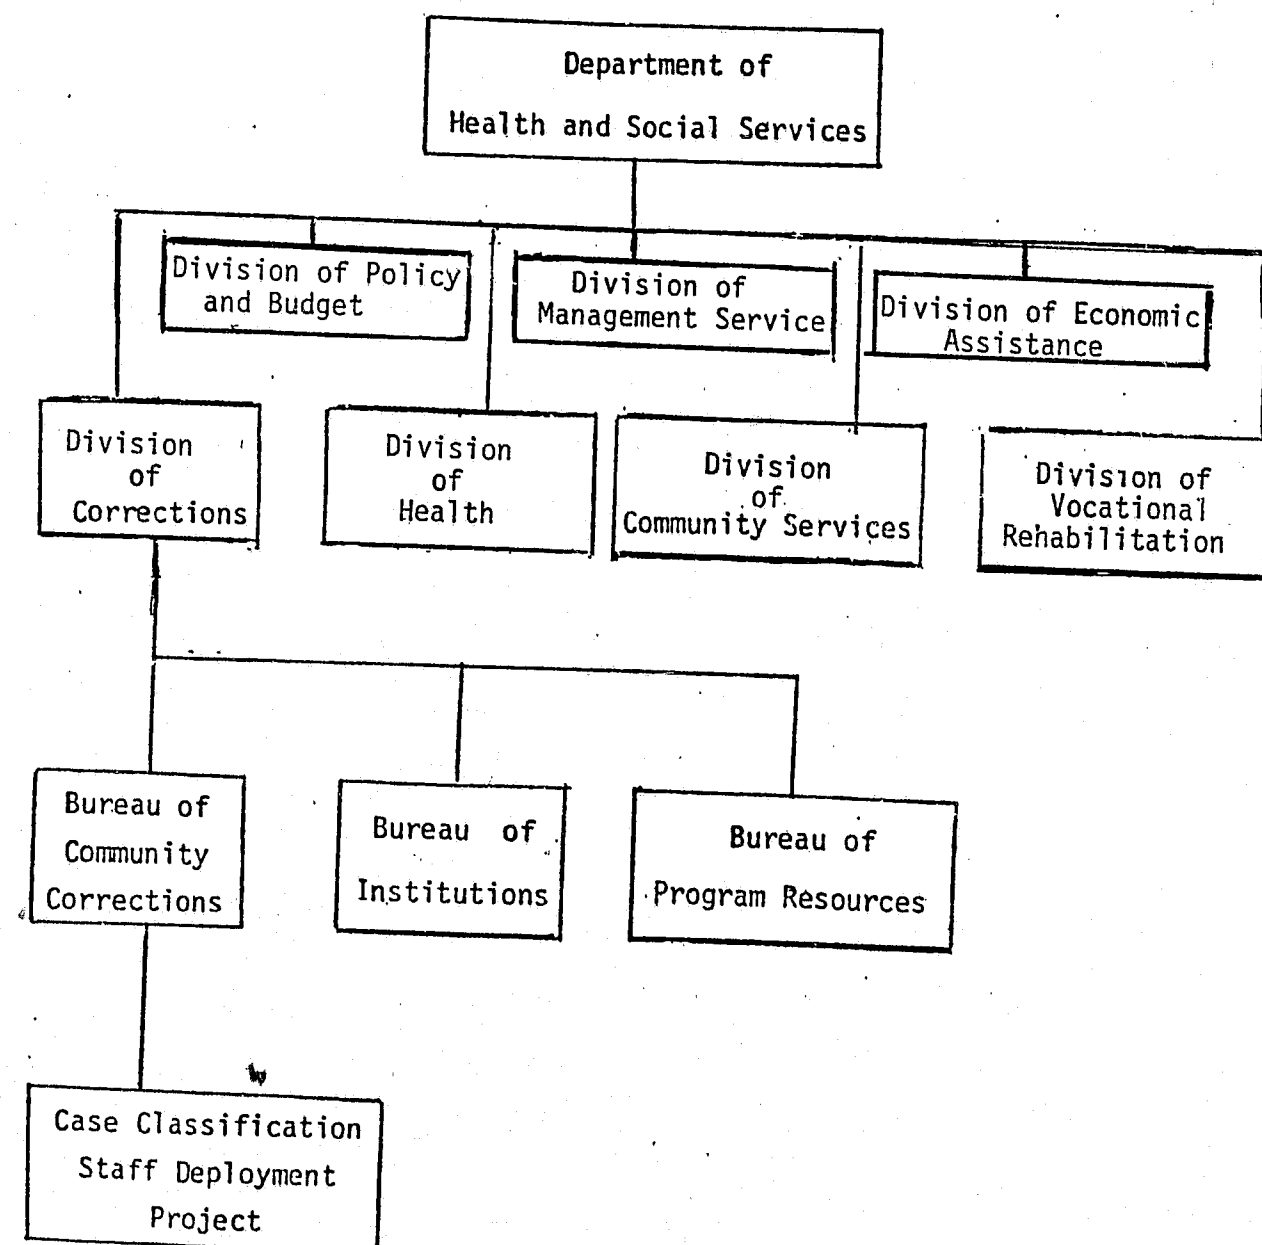 Department of
Health and Social Services
Division of Policy
and Budget
Division of
Management Service
Division of Economic
Assistance
Division
of
Corrections
Division
of
Health
Division
of
Community Services
Division of
Vocational
Rehabilitation
Bureau of
Community
Corrections
Bureau of
Institutions
Bureau of
Program Resources
Case Classification
Staff Deployment
Project